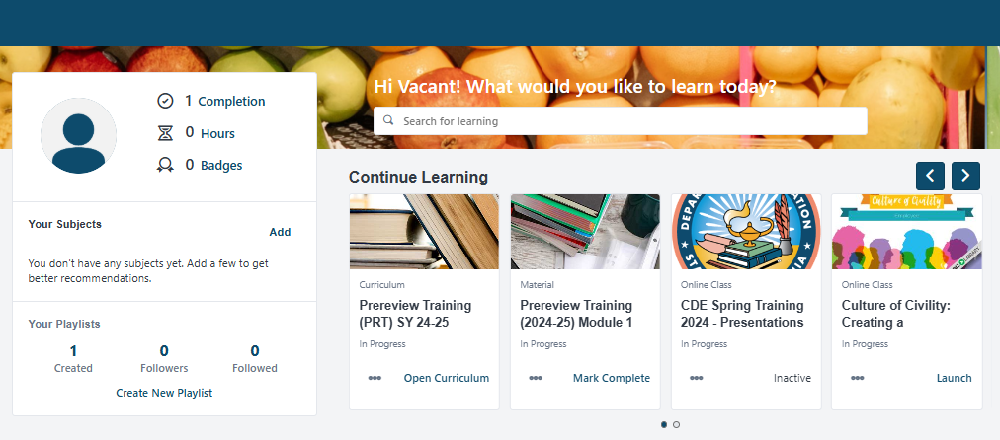 Hi Vacant! What would you like to learn today?
Search for learning
1 Completion
0 Hours
0 Badges
Your Subjects
Add
You don't have any subjects yet. Add a few to get
better recommendations.
Your Playlists
1
Created
0
Followers
0
Followed
Create New Playlist
Continue Learning
Curriculum
Prereview Training
(PRT) SY 24-25
In Progress
Open Curriculum
Material
Prereview Training
(2024-25) Module 1
In Progress
Mark Complete
Online Class
CDE Spring Training
2024 - Presentations
In Progress
Inactive
Culture of Civility
Online Class
Culture of Civility:
Creating a
In Progress
Launch